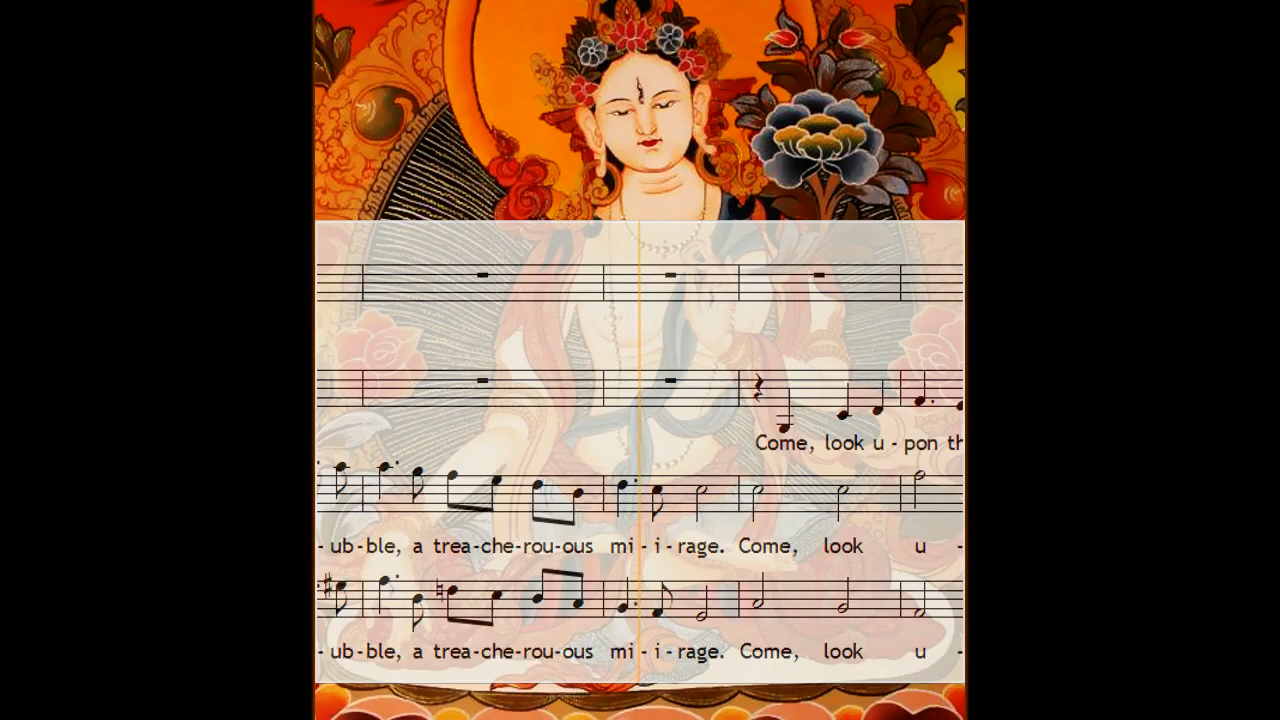 Come, look u - pon th
- ub - ble, a trea - che - rou - ous mi - i - rage. Come, look u -
- ub - ble, a trea - che - rou - ous mi - i - rage. Come, look u -